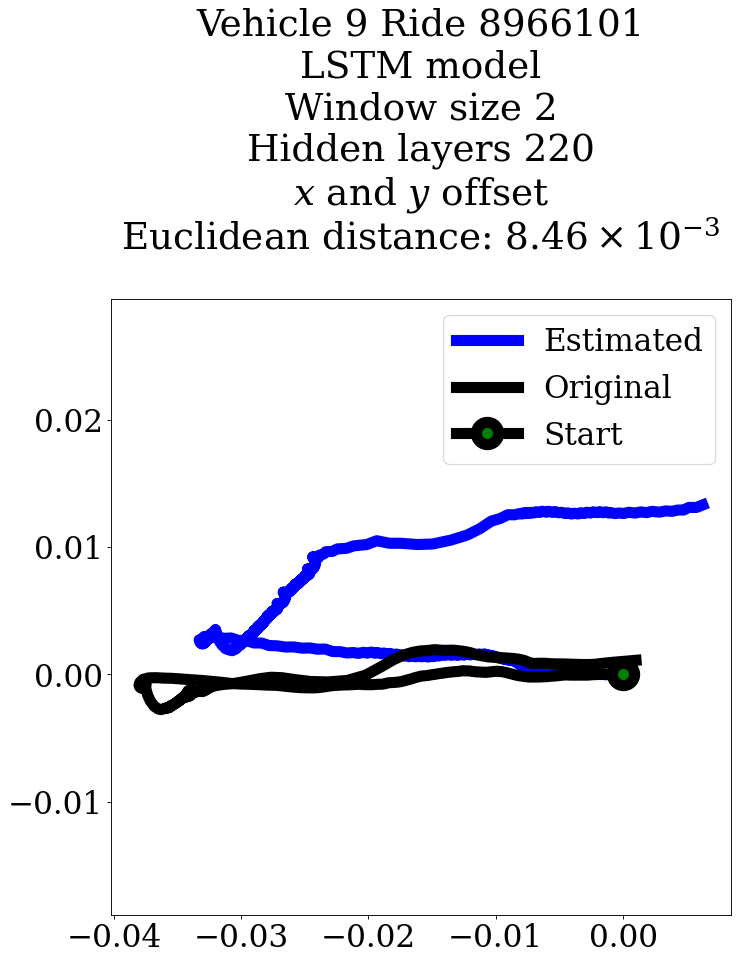 Vehicle 9 Ride 8966101
LSTM model
Window size 2
Hidden layers 220
x and y offset
Euclidean distance: 8.46 × 10⁻³
Estimated
Original
Start
0.02
0.01
0.00
−0.01
−0.04 −0.03 −0.02 −0.01 0.00